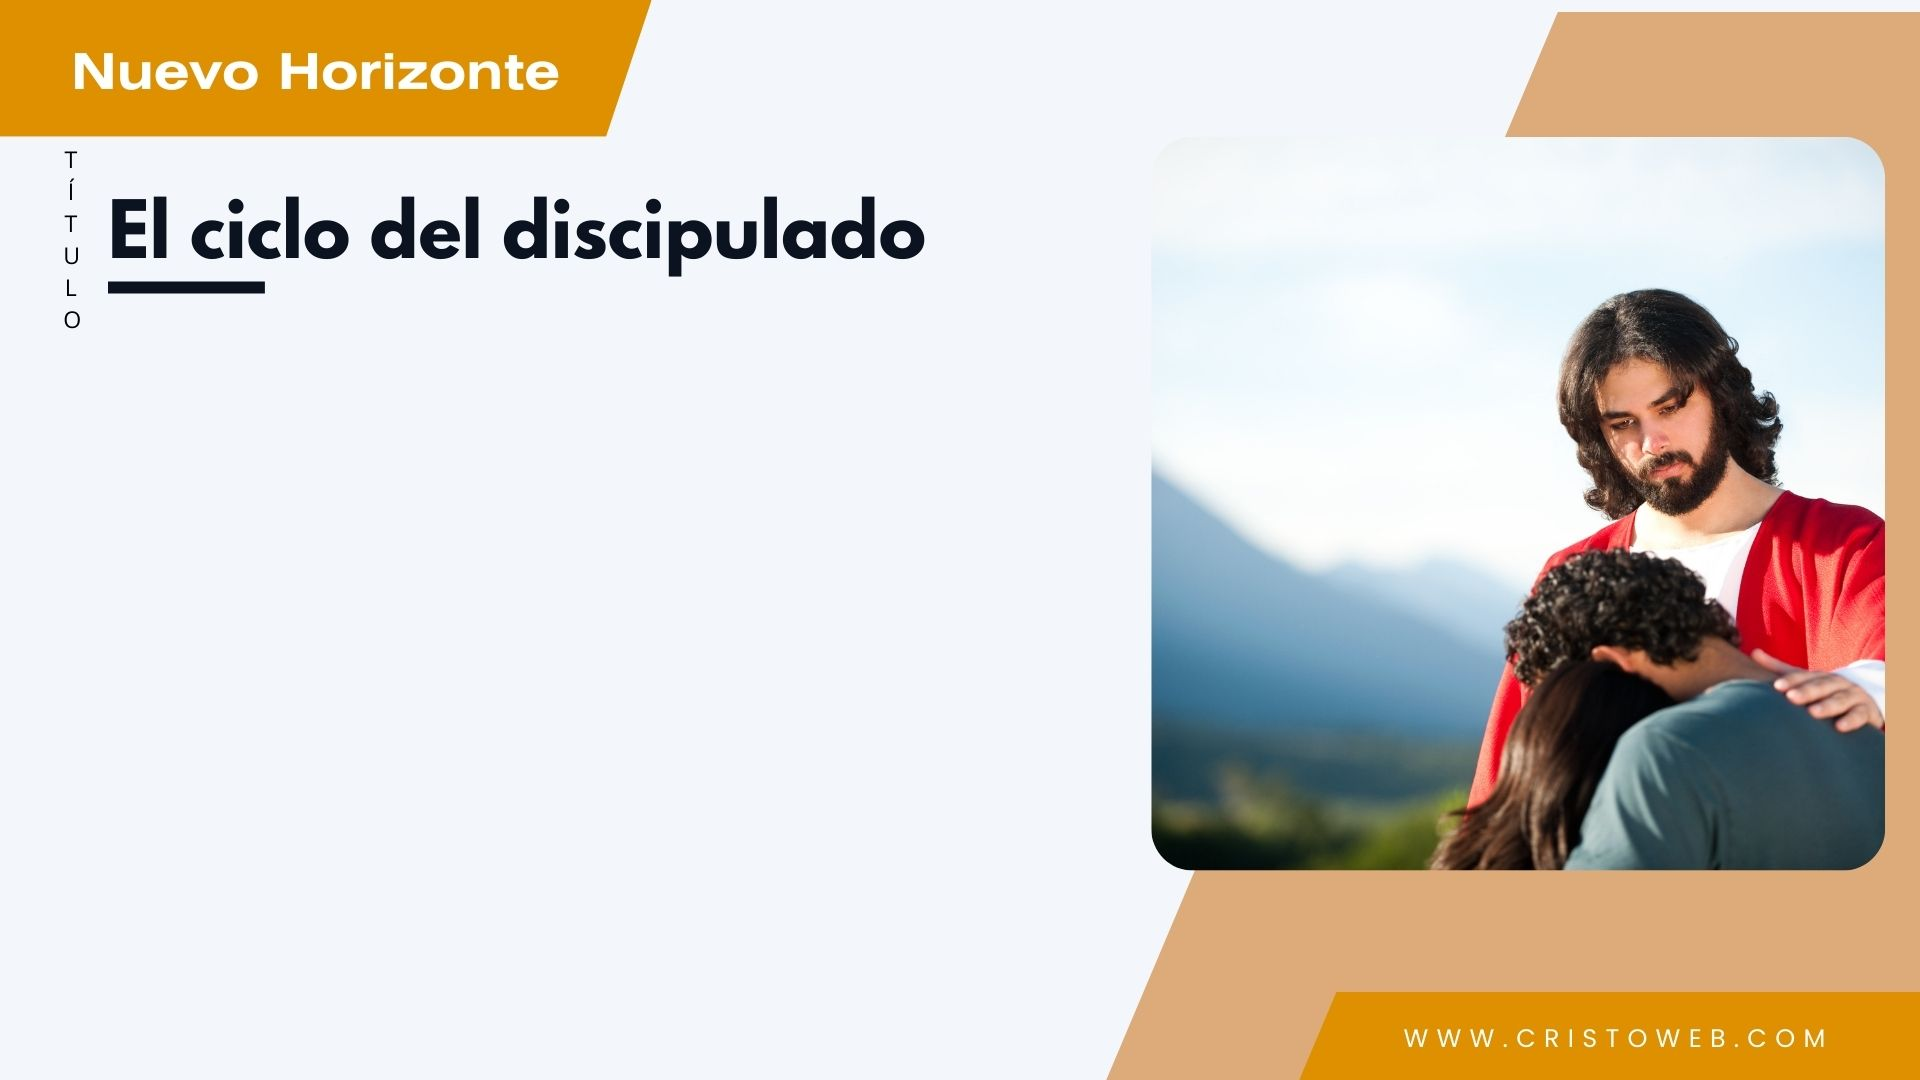 Nuevo Horizonte
TÍTULO
El ciclo del discipulado
WWW.CRISTOWEB.COM